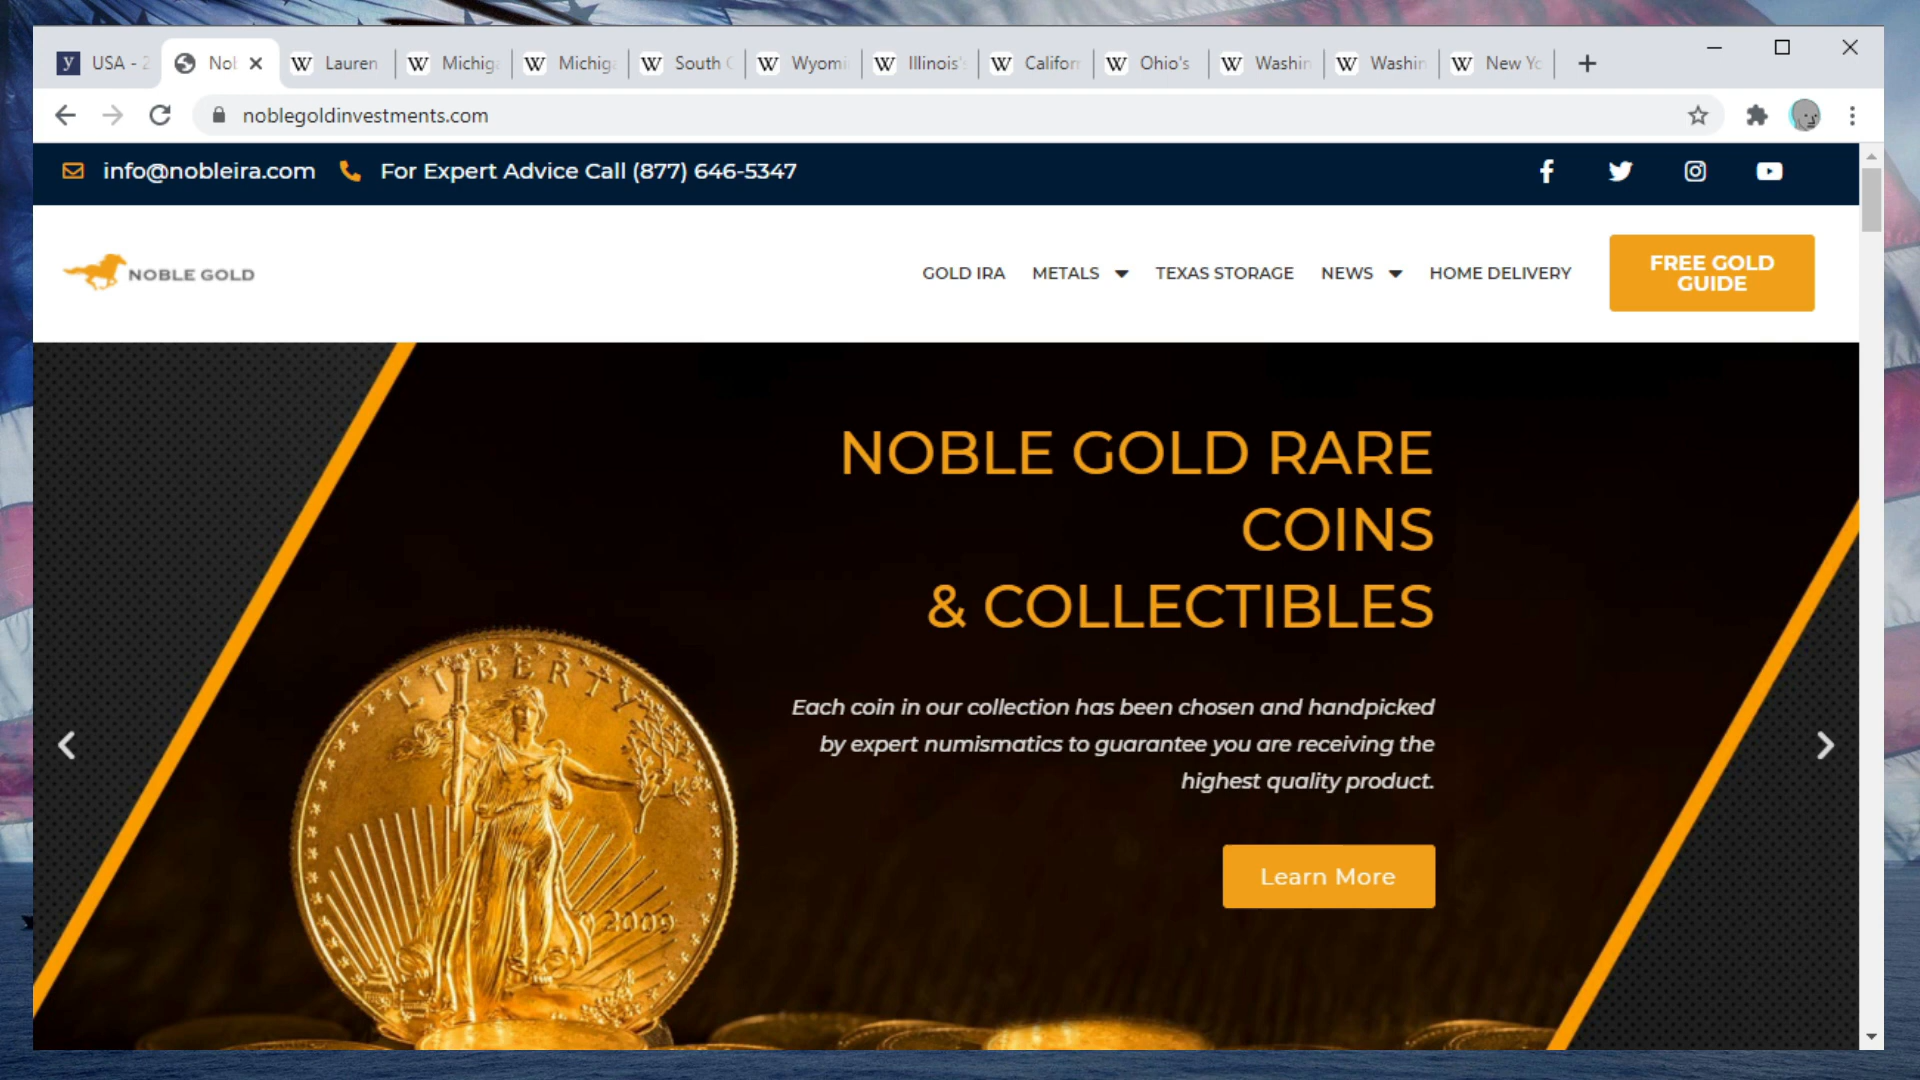 y USA - 2
Nol
W Lauren
W Michig
W Michig
W South
W Wyomi
W Illinois'
W Califor
W Ohio's
W Washin
W Washin
W New Yo
noblegoldinvestments.com
info@nobleira.com For Expert Advice Call (877) 646-5347
NOBLE GOLD
GOLD IRA METALS TEXAS STORAGE NEWS HOME DELIVERY
FREE GOLD
GUIDE
NOBLE GOLD RARE
COINS
& COLLECTIBLES
Each coin in our collection has been chosen and handpicked
by expert numismatics to guarantee you are receiving the
highest quality product.
Learn More
LIBERTY
2009